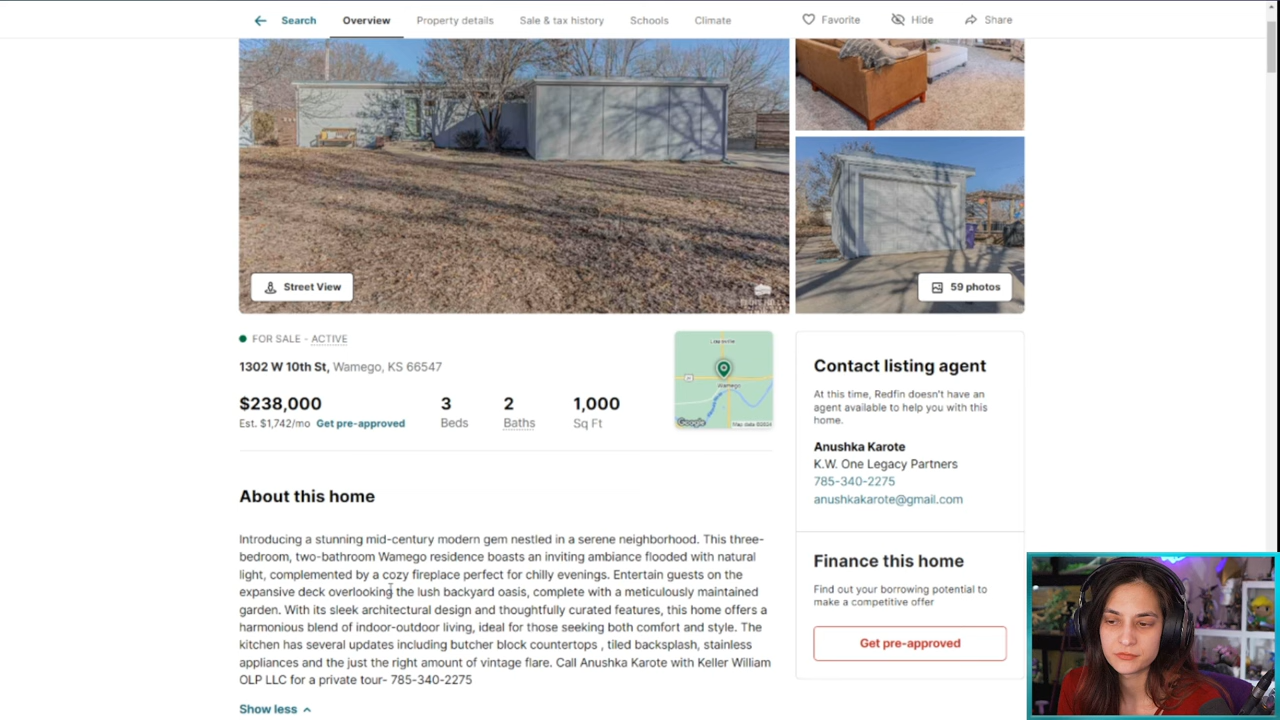 Search Overview Property details Sale & tax history Schools Climate Favorite Hide Share
Street View
59 photos
FOR SALE - ACTIVE
1302 W 10th St, Wamego, KS 66547
$238,000
Est. $1,742/mo Get pre-approved
3
Beds
2
Baths
1,000
Sq Ft
Wamego
Google
About this home
Introducing a stunning mid-century modern gem nestled in a serene neighborhood. This three-
bedroom, two-bathroom Wamego residence boasts an inviting ambiance flooded with natural
light, complemented by a cozy fireplace perfect for chilly evenings. Entertain guests on the
expansive deck overlooking the lush backyard oasis, complete with a meticulously maintained
garden. With its sleek architectural design and thoughtfully curated features, this home offers a
harmonious blend of indoor-outdoor living, ideal for those seeking both comfort and style. The
kitchen has several updates including butcher block countertops , tiled backsplash, stainless
appliances and the just the right amount of vintage flare. Call Anushka Karote with Keller William
OLP LLC for a private tour- 785-340-2275
Show less
Contact listing agent
At this time, Redfin doesn't have an
agent available to help you with this
home.
Anushka Karote
K.W. One Legacy Partners
785-340-2275
anushkakarote@gmail.com
Finance this home
Find out your borrowing potential to
make a competitive offer
Get pre-approved